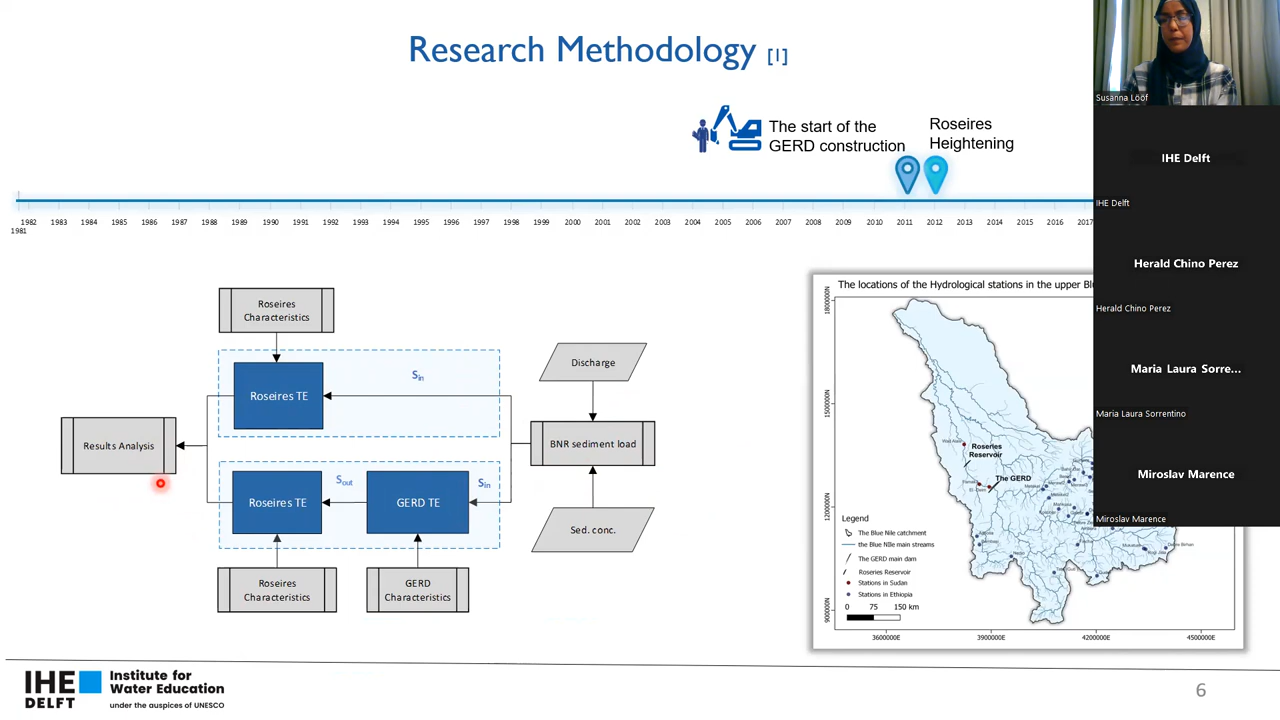 Research Methodology [1]
Susanna Lööf
The start of the
GERD construction
Roseires
Heightening
IHE Delft
IHE Delft
1982 1983 1984 1985 1986 1987 1988 1989 1990 1991 1992 1993 1994 1995 1996 1997 1998 1999 2000 2001 2002 2003 2004 2005 2006 2007 2008 2009 2010 2011 2012 2013 2014 2015 2016 2017
1981
Herald Chino Perez
Herald Chino Perez
Maria Laura Sorre...
Maria Laura Sorrentino
Miroslav Marence
Miroslav Marence
Roseires
Characteristics
Roseires TE
Sin
Discharge
Results Analysis
BNR sediment load
Roseires TE
Sout
GERD TE
Sin
Sed. conc.
Roseires
Characteristics
GERD
Characteristics
The locations of the Hydrological stations in the upper
1800000N
1500000N
1200000N
900000N
Roseries
Reservoir
The GERD
Legend
The Blue Nile catchment
the Blue NIle main streams
The GERD main dam
Roseries Reservoir
Stations in Sudan
Stations in Ethiopia
0 75 150 km
3600000E 3900000E 4200000E 4500000E
IHE
DELFT
Institute for
Water Education
under the auspices of UNESCO
6